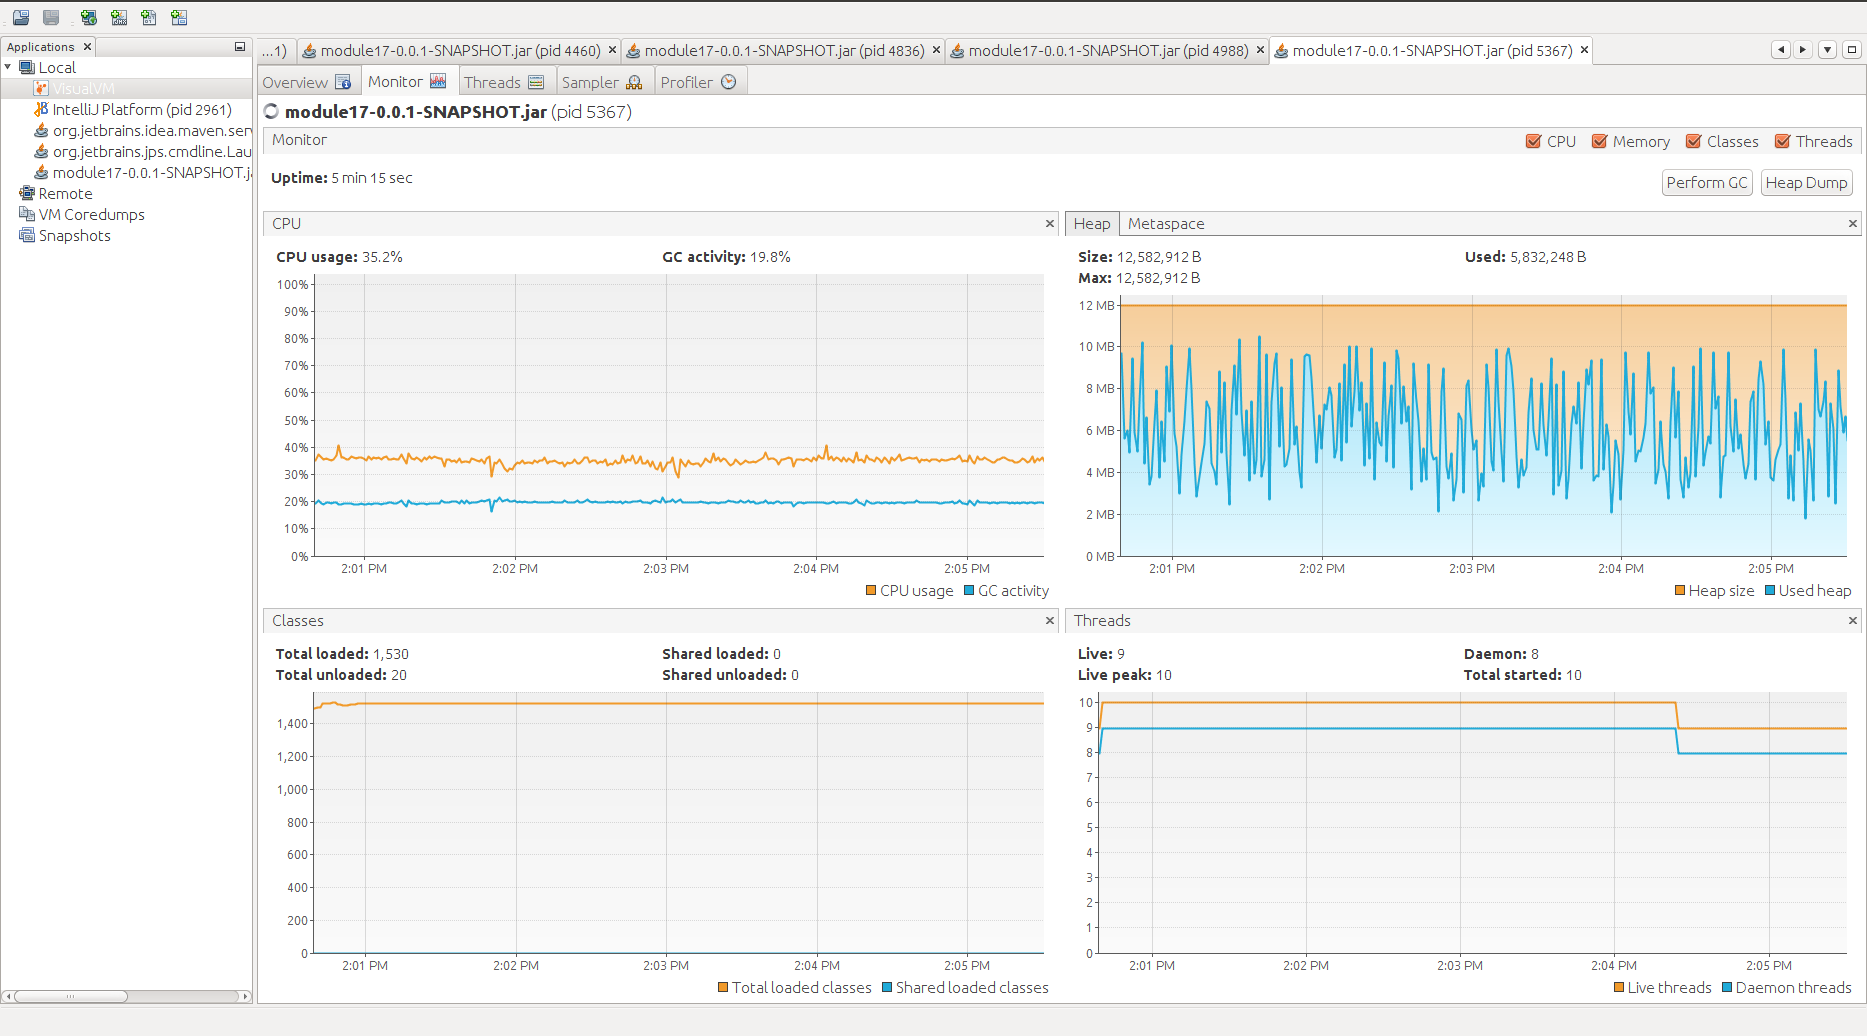 Applications
Local
VisualVM
IntelliJ Platform (pid 2961)
org.jetbrains.idea.maven.ser
org.jetbrains.jps.cmdline.Lau
module17-0.0.1-SNAPSHOT.j
Remote
VM Coredumps
Snapshots
...1) module17-0.0.1-SNAPSHOT.jar (pid 4460) module17-0.0.1-SNAPSHOT.jar (pid 4836) module17-0.0.1-SNAPSHOT.jar (pid 4988) module17-0.0.1-SNAPSHOT.jar (pid 5367)
Overview Monitor Threads Sampler Profiler
module17-0.0.1-SNAPSHOT.jar (pid 5367)
Monitor CPU Memory Classes Threads
Uptime: 5 min 15 sec
Perform GC Heap Dump
CPU
CPU usage: 35.2% GC activity: 19.8%
100%
90%
80%
70%
60%
50%
40%
30%
20%
10%
0%
2:01 PM 2:02 PM 2:03 PM 2:04 PM 2:05 PM
CPU usage GC activity
Heap Metaspace
Size: 12,582,912 B Used: 5,832,248 B
Max: 12,582,912 B
12 MB
10 MB
8 MB
6 MB
4 MB
2 MB
0 MB
2:01 PM 2:02 PM 2:03 PM 2:04 PM 2:05 PM
Heap size Used heap
Classes
Total loaded: 1,530 Shared loaded: 0
Total unloaded: 20 Shared unloaded: 0
1,400
1,200
1,000
800
600
400
200
0
2:01 PM 2:02 PM 2:03 PM 2:04 PM 2:05 PM
Total loaded classes Shared loaded classes
Threads
Live: 9 Daemon: 8
Live peak: 10 Total started: 10
10
9
8
7
6
5
4
3
2
1
0
2:01 PM 2:02 PM 2:03 PM 2:04 PM 2:05 PM
Live threads Daemon threads